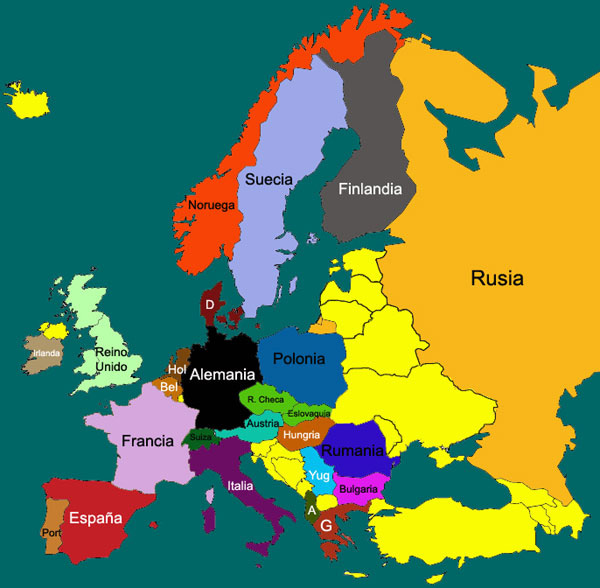 Suecia
Finlandia
Noruega
Rusia
D
Irlanda
Reino
Unido
Hol
Bel
Alemania
Polonia
R. Checa
Eslovaquia
Francia
Suiza
Austria
Hungria
Rumania
Italia
Yug
Bulgaria
A
G
Port
España